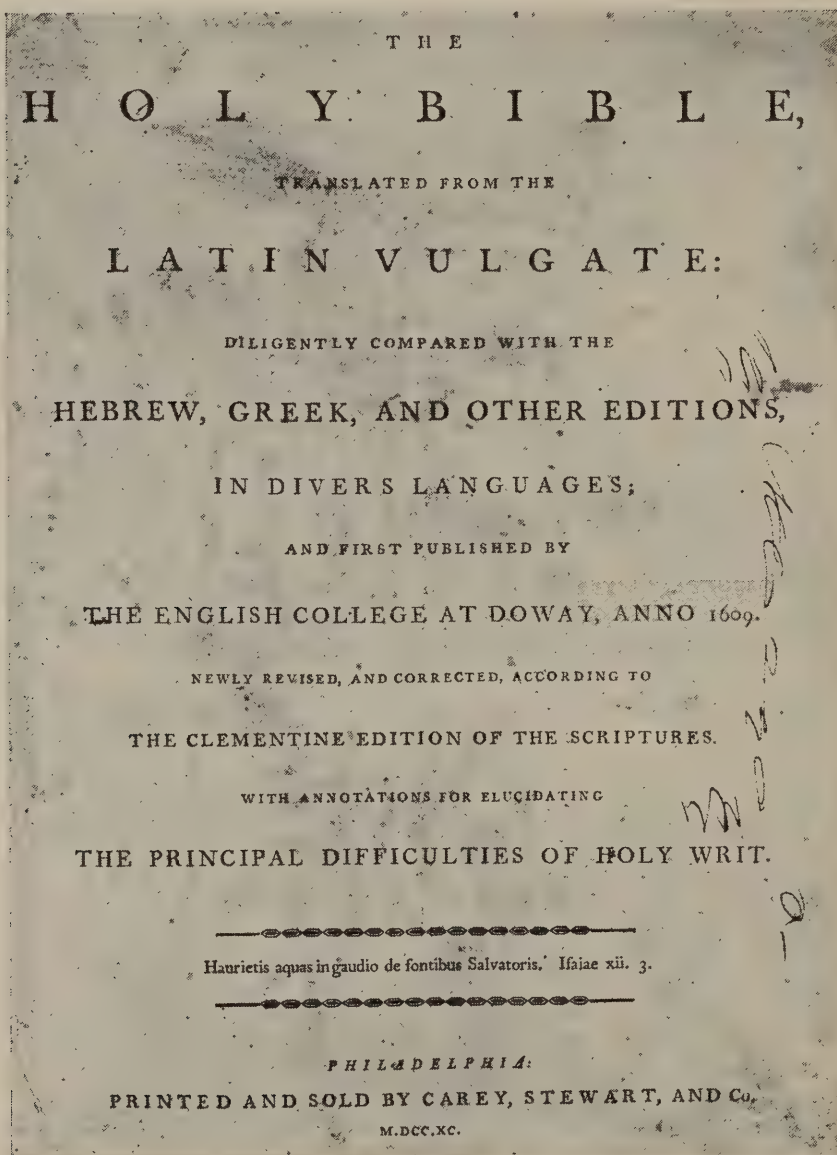 THE
HOLY BIBLE,
TRANSLATED FROM THE
LATIN VULGATE:
DILIGENTLY COMPARED WITH THE
HEBREW, GREEK, AND OTHER EDITIONS,
IN DIVERS LANGUAGES;
AND FIRST PUBLISHED BY
THE ENGLISH COLLEGE AT DOWAY, ANNO 1609.
NEWLY REVISED, AND CORRECTED, ACCORDING TO
THE CLEMENTINE EDITION OF THE SCRIPTURES.
WITH ANNOTATIONS FOR ELUCIDATING
THE PRINCIPAL DIFFICULTIES OF HOLY WRIT.
Haurietis aquas in gaudio de fontibus Salvatoris. Isaiae xii. 3.
PHILADELPHIA:
PRINTED AND SOLD BY CAREY, STEWART, AND Co.
M.DCC.XC.